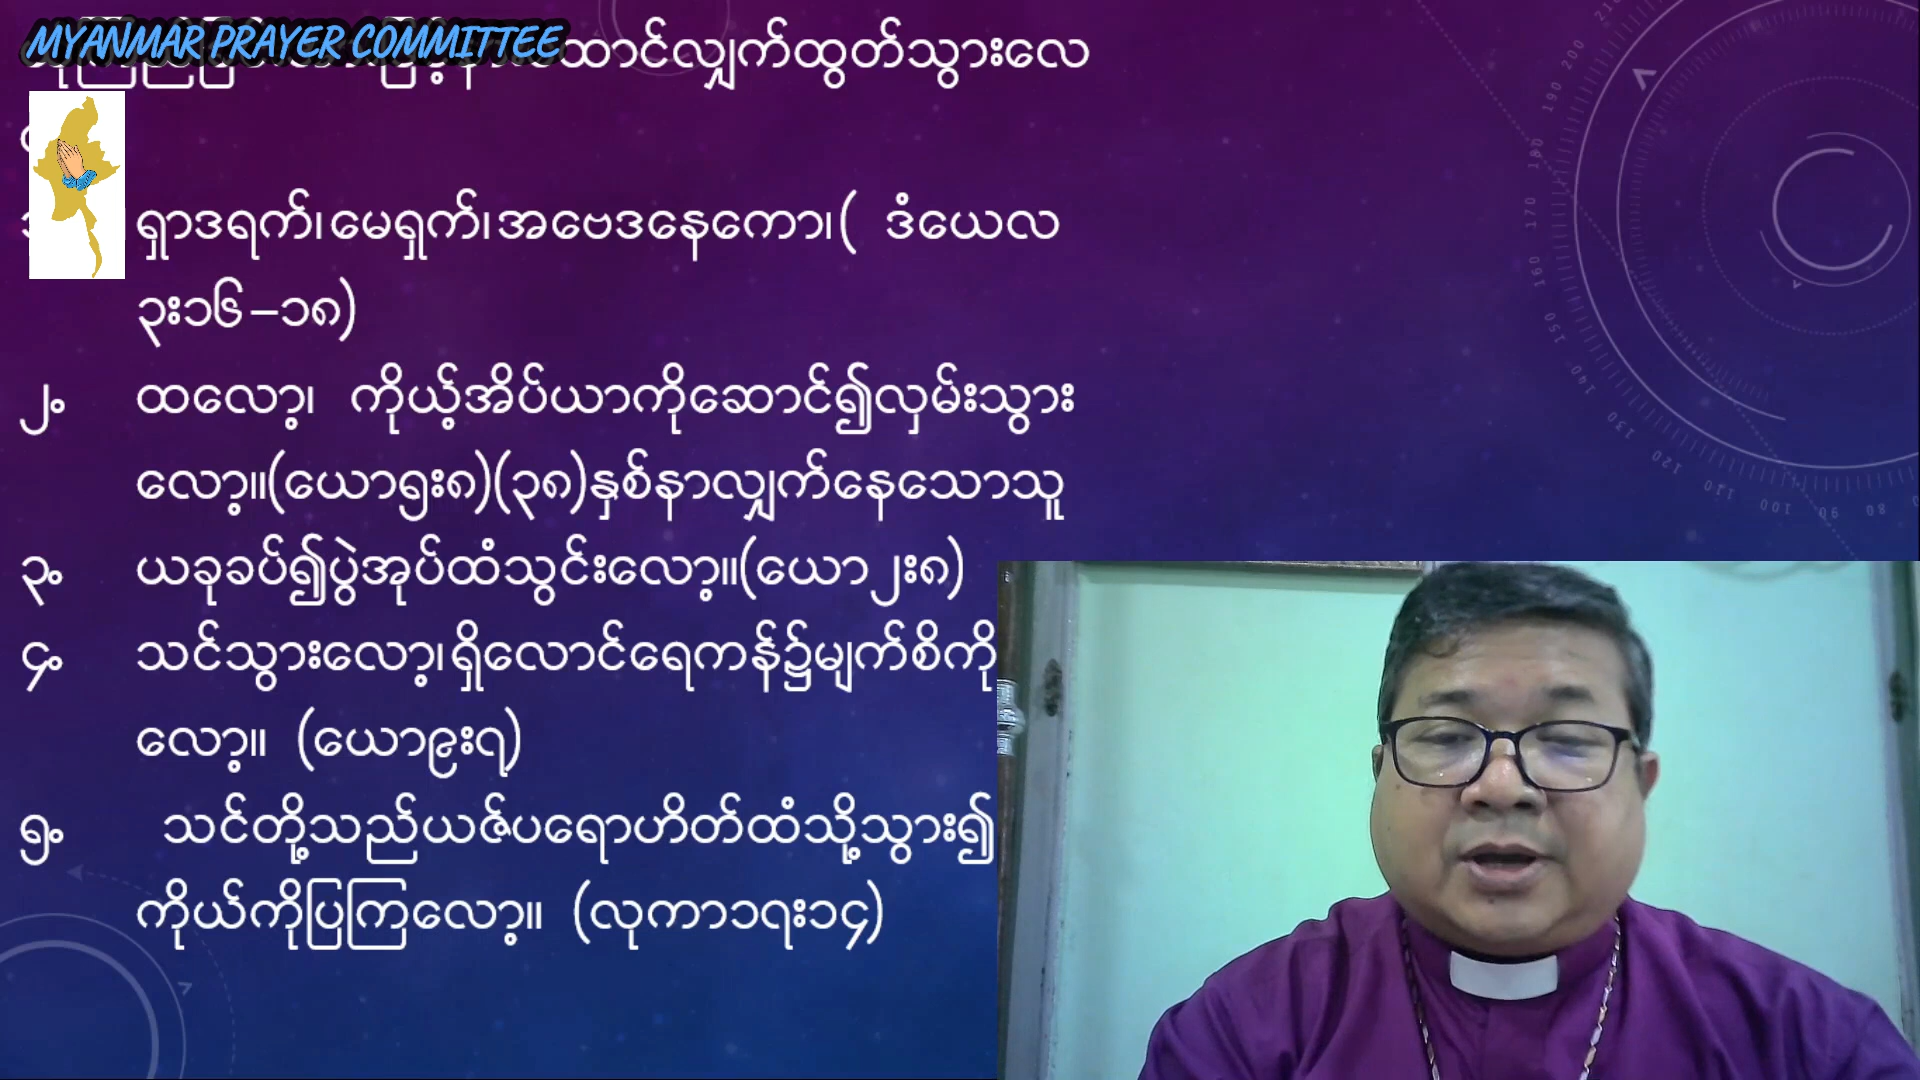 MYANMAR PRAYER COMMITTEE
ထောင်လျှက်ထွတ်သွားလေ
ရှာဒရက်၊မေရှက်၊အဗေဒနေကော၊( ဒံယေလ
၃း၁၆–၁၈)
၂. ထလော့၊ ကိုယ့်အိပ်ယာကိုဆောင်၍လှမ်းသွား
လော့။(ယော၅း၈)(၃၈)နှစ်နာလျှက်နေသောသူ
၃. ယခုခပ်၍ပွဲအုပ်ထံသွင်းလော့။(ယော၂း၈)
၄. သင်သွားလော့၊ရှိလောင်ရေကန်၌မျက်စိကို
လော့။ (ယော၉း၇)
၅. သင်တို့သည်ယဇ်ပရောဟိတ်ထံသို့သွား၍
ကိုယ်ကိုပြကြလော့။ (လုကာ၁၇း၁၄)